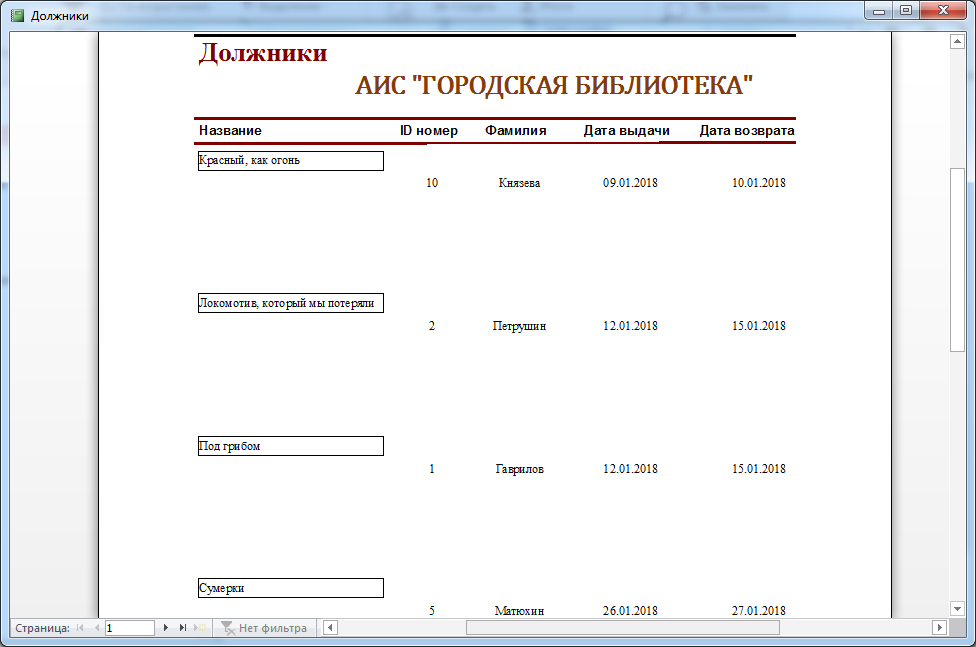 Должники
Должники
АИС "ГОРОДСКАЯ БИБЛИОТЕКА"
Название ID номер Фамилия Дата выдачи Дата возврата
Красный, как огонь
10 Князева 09.01.2018 10.01.2018
Локомотив, который мы потеряли
2 Петрушин 12.01.2018 15.01.2018
Под грибом
1 Гаврилов 12.01.2018 15.01.2018
Сумерки
5 Матюхин 26.01.2018 27.01.2018
Страница: 1 Нет фильтра